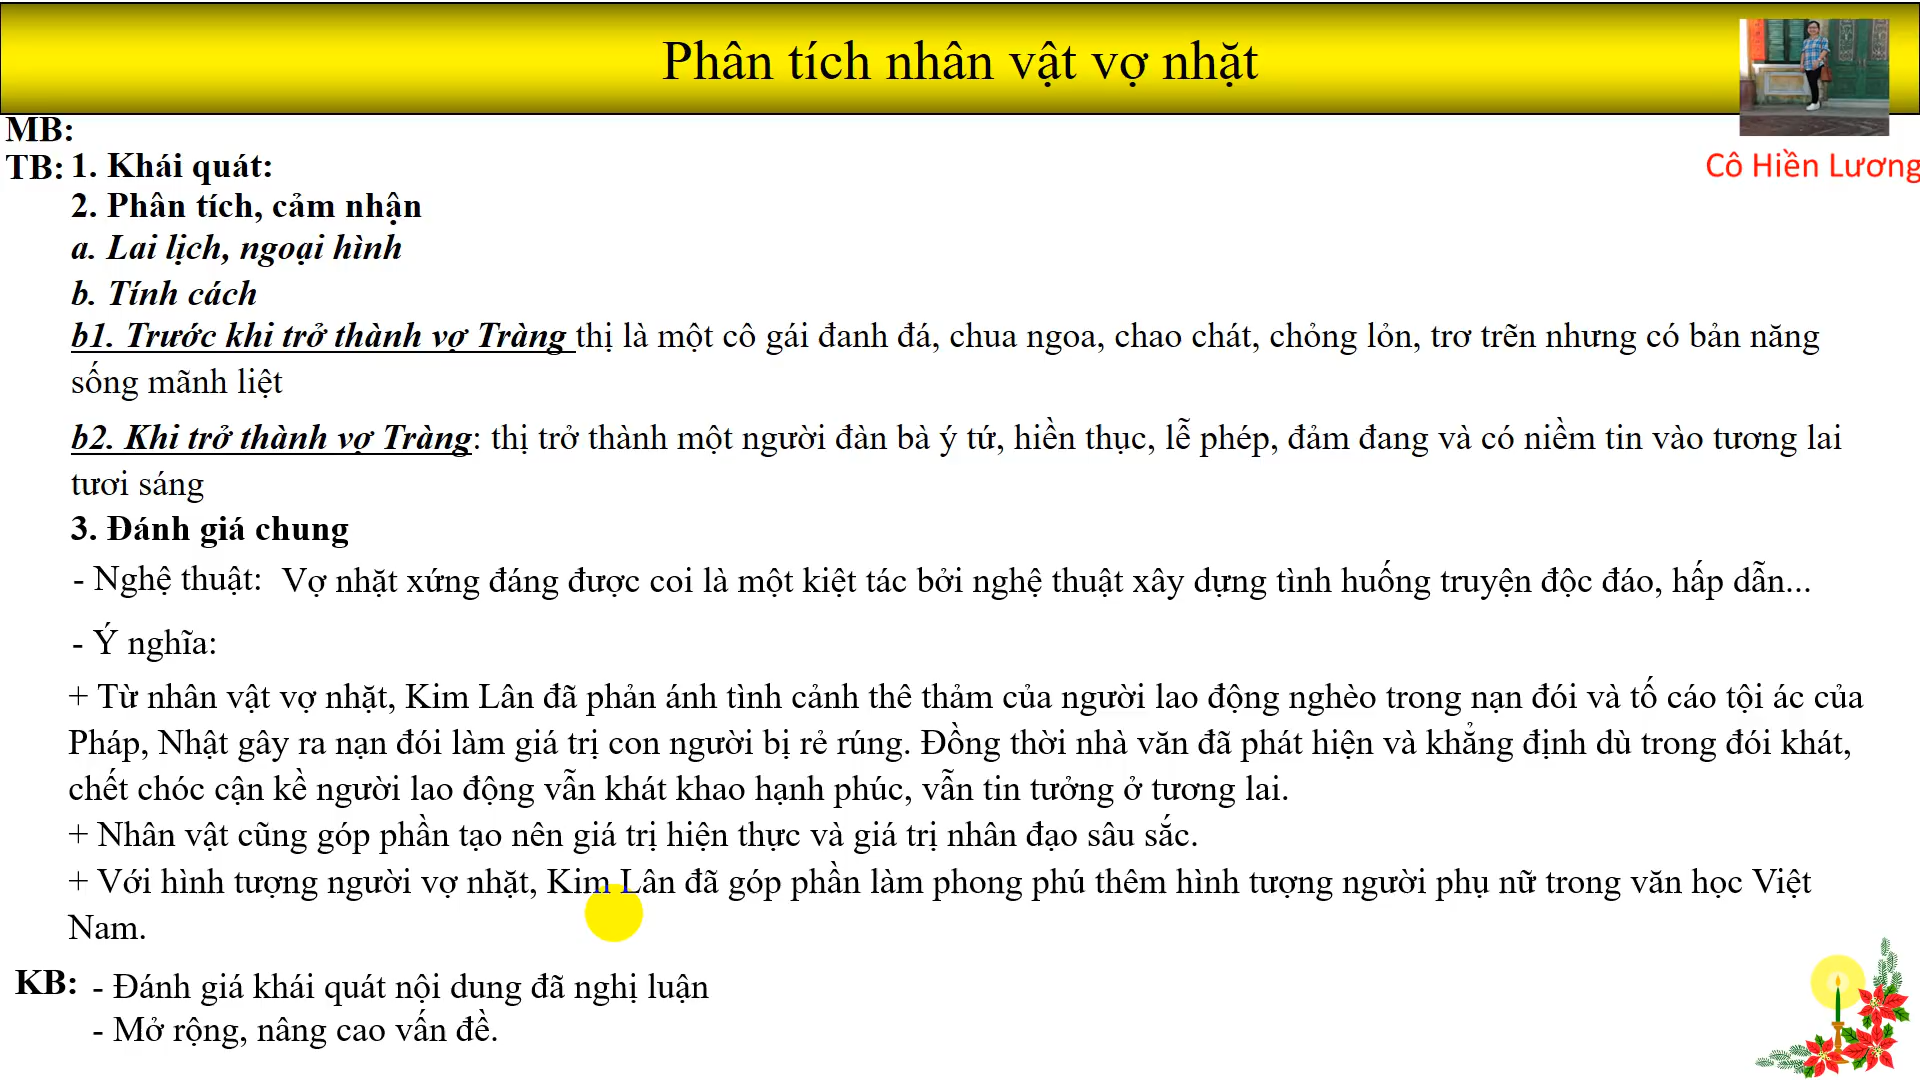 Phân tích nhân vật vợ nhặt
Cô Hiền Lương
MB:
TB: 1. Khái quát:
2. Phân tích, cảm nhận
a. Lai lịch, ngoại hình
b. Tính cách
b1. Trước khi trở thành vợ Tràng thị là một cô gái đanh đá, chua ngoa, chao chát, chỏng lỏn, trơ trẽn nhưng có bản năng
sống mãnh liệt
b2. Khi trở thành vợ Tràng: thị trở thành một người đàn bà ý tứ, hiền thục, lễ phép, đảm đang và có niềm tin vào tương lai
tươi sáng
3. Đánh giá chung
- Nghệ thuật: Vợ nhặt xứng đáng được coi là một kiệt tác bởi nghệ thuật xây dựng tình huống truyện độc đáo, hấp dẫn...
- Ý nghĩa:
+ Từ nhân vật vợ nhặt, Kim Lân đã phản ánh tình cảnh thê thảm của người lao động nghèo trong nạn đói và tố cáo tội ác của
Pháp, Nhật gây ra nạn đói làm giá trị con người bị rẻ rúng. Đồng thời nhà văn đã phát hiện và khẳng định dù trong đói khát,
chết chóc cận kề người lao động vẫn khát khao hạnh phúc, vẫn tin tưởng ở tương lai.
+ Nhân vật cũng góp phần tạo nên giá trị hiện thực và giá trị nhân đạo sâu sắc.
+ Với hình tượng người vợ nhặt, Kim Lân đã góp phần làm phong phú thêm hình tượng người phụ nữ trong văn học Việt
Nam.
KB: - Đánh giá khái quát nội dung đã nghị luận
- Mở rộng, nâng cao vấn đề.